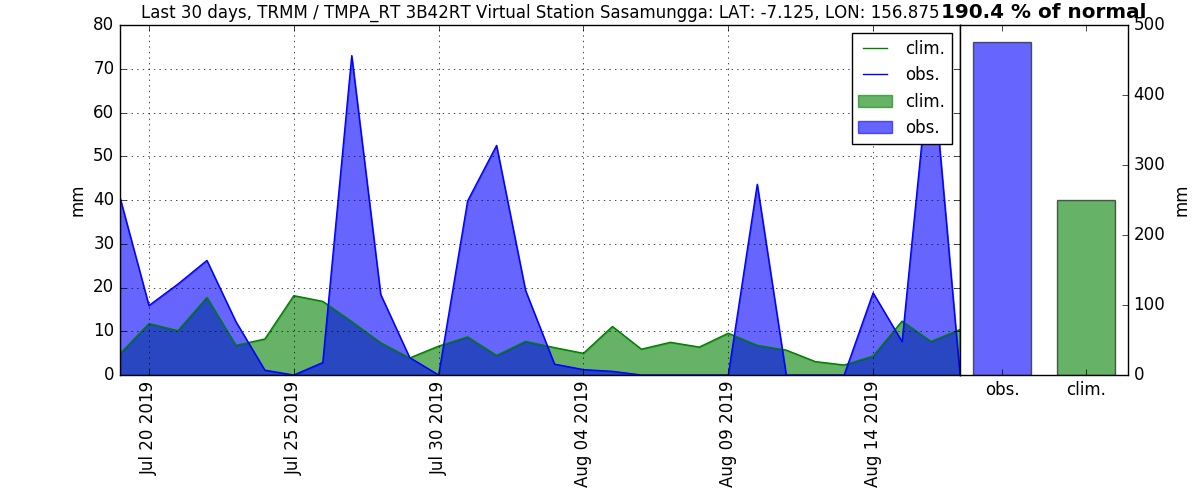 Last 30 days, TRMM / TMPA_RT 3B42RT Virtual Station Sasamungga: LAT: -7.125, LON: 156.875
190.4 % of normal
80
70
60
50
40
30
20
10
0
mm
clim.
obs.
clim.
obs.
Jul 20 2019
Jul 25 2019
Jul 30 2019
Aug 04 2019
Aug 09 2019
Aug 14 2019
500
400
300
200
100
0
mm
obs.
clim.